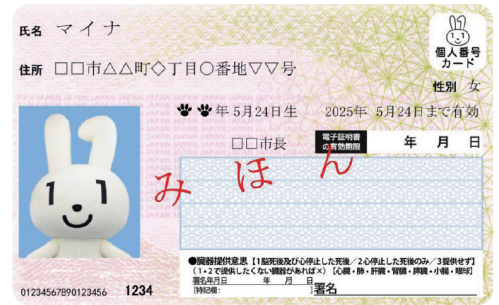 氏名 マイナ
個人番号
カード
住所 □□市△△町◇丁目○番地▽▽号
性別 女
年 5月24日生 2025年 5月24日まで有効
□□市長
電子証明書
の有効期限
年 月 日
みほん
1 1
●臓器提供意思【1脳死後及び心停止した死後／2心停止した死後のみ／3提供せず】
(1・2で提供したくない臓器があれば×)【心臓・肺・肝臓・腎臓・膵臓・小腸・眼球】
署名年月日 年 月 日
[特記欄: ]署名
01234567890123456 1234